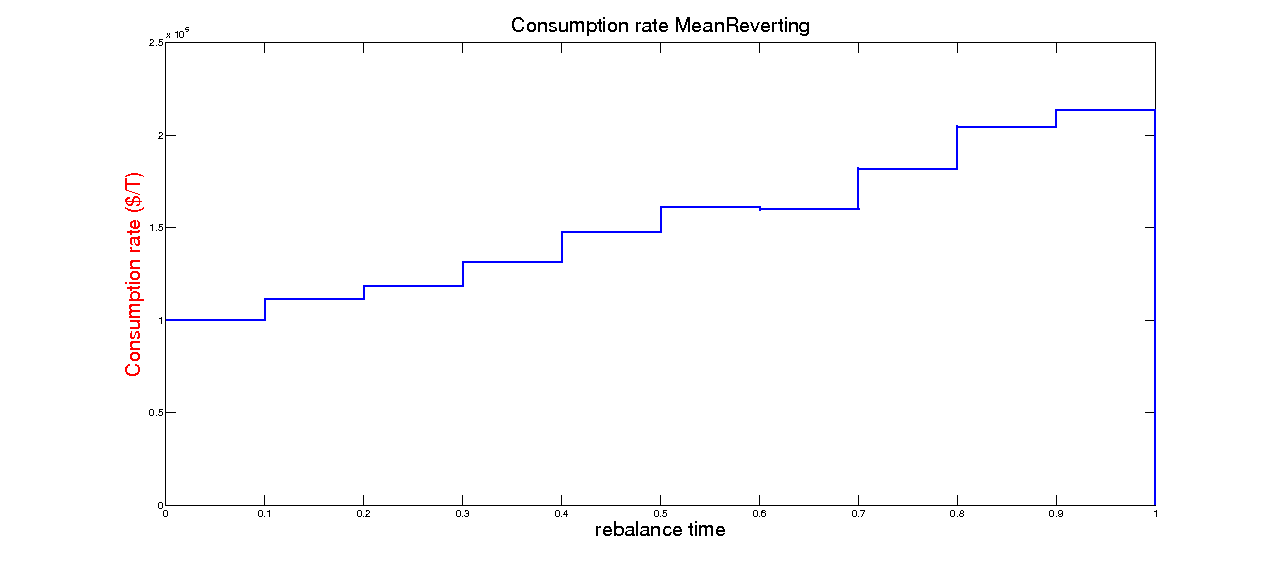 Consumption rate MeanReverting
x 10^5
2.5
2
1.5
1
0.5
0
Consumption rate ($/T)
0 0.1 0.2 0.3 0.4 0.5 0.6 0.7 0.8 0.9 1
rebalance time